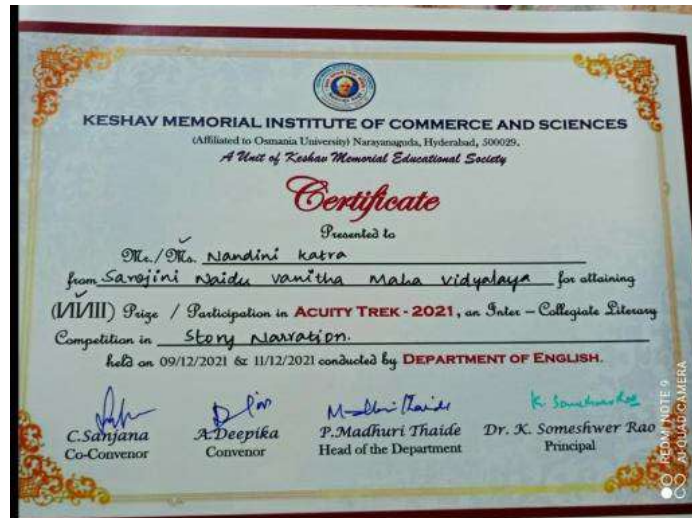 KESHAV MEMORIAL INSTITUTE OF COMMERCE AND SCIENCES
(Affiliated to Osmania University) Narayanaguda, Hyderabad, 500029.
A Unit of Keshav Memorial Educational Society
Certificate
Presented to
Mr./Ms. Nandini katra
from Sarojini Naidu vanitha Maha vidyalaya for attaining
(I/II/III) Prize / Participation in ACUITY TREK - 2021, an Inter – Collegiate Literary
Competition in Story Narration.
held on 09/12/2021 & 11/12/2021 conducted by DEPARTMENT OF ENGLISH.
C.Sanjana A.Deepika P.Madhuri Thaide Dr. K. Someshwer Rao
Co-Convenor Convenor Head of the Department Principal
REDMI NOTE 9
AI QUAD CAMERA